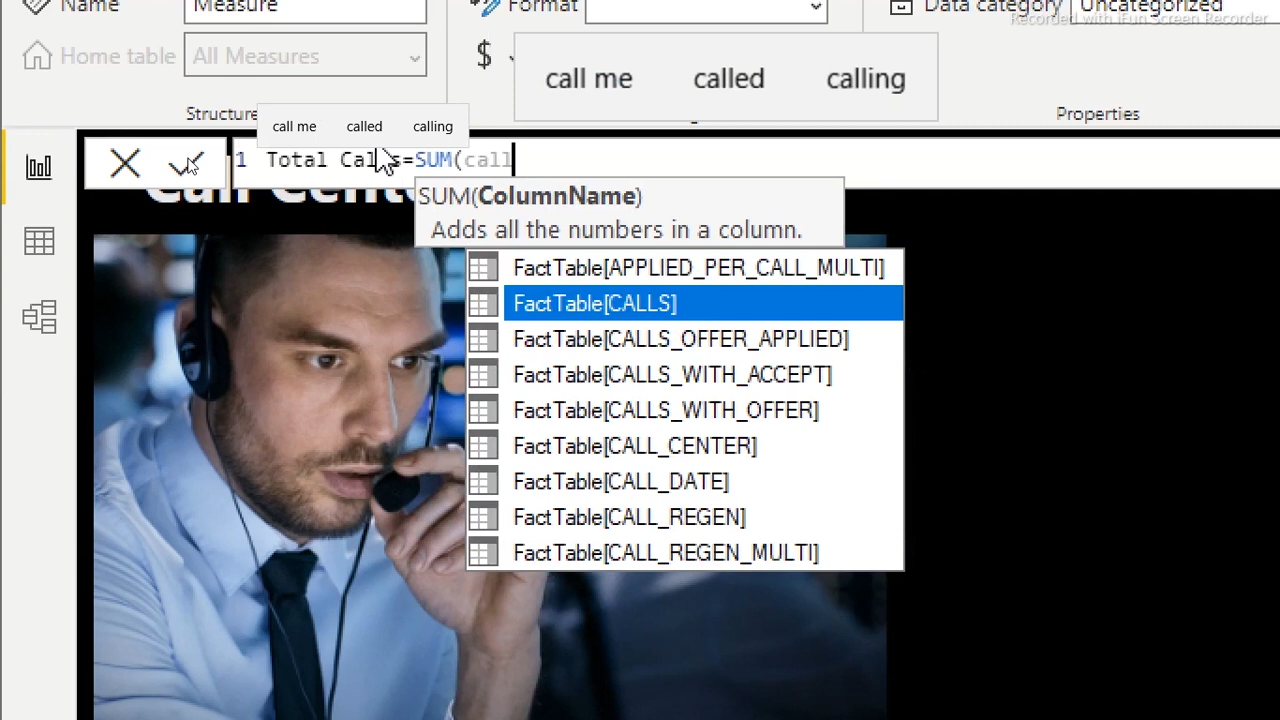 Name Measure
Format
Data category Uncategorized
Recorded with iFun Screen Recorder
Home table All Measures
$
call me called calling
Structure
Properties
call me called calling
1 Total Calls=SUM(call
Call Cente
SUM(ColumnName)
Adds all the numbers in a column.
FactTable[APPLIED_PER_CALL_MULTI]
FactTable[CALLS]
FactTable[CALLS_OFFER_APPLIED]
FactTable[CALLS_WITH_ACCEPT]
FactTable[CALLS_WITH_OFFER]
FactTable[CALL_CENTER]
FactTable[CALL_DATE]
FactTable[CALL_REGEN]
FactTable[CALL_REGEN_MULTI]